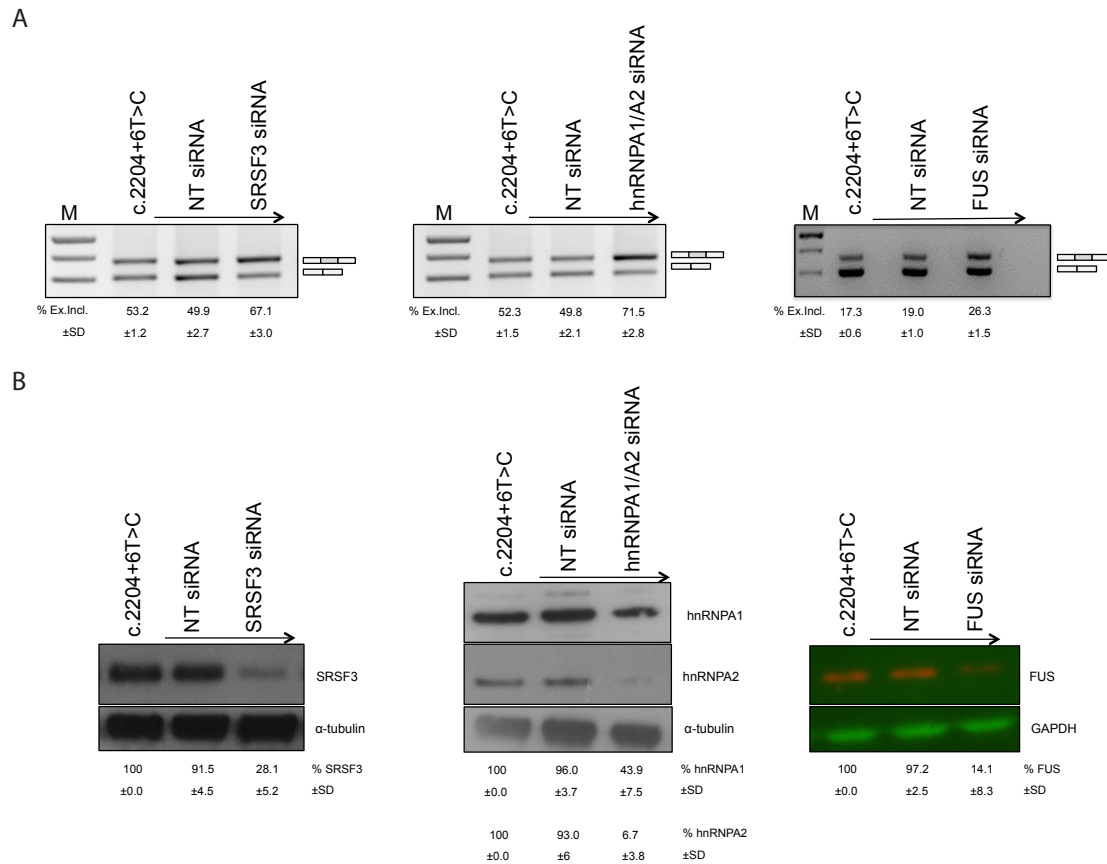 A
c.2204+6T>C
NT siRNA
SRSF3 siRNA
M
% Ex.Incl. 53.2 49.9 67.1
±SD ±1.2 ±2.7 ±3.0
c.2204+6T>C
NT siRNA
hnRNPA1/A2 siRNA
M
% Ex.Incl. 52.3 49.8 71.5
±SD ±1.5 ±2.1 ±2.8
c.2204+6T>C
NT siRNA
FUS siRNA
M
% Ex.Incl. 17.3 19.0 26.3
±SD ±0.6 ±1.0 ±1.5
B
c.2204+6T>C
NT siRNA
SRSF3 siRNA
SRSF3
α-tubulin
100 91.5 28.1 % SRSF3
±0.0 ±4.5 ±5.2 ±SD
c.2204+6T>C
NT siRNA
hnRNPA1/A2 siRNA
hnRNPA1
hnRNPA2
α-tubulin
100 96.0 43.9 % hnRNPA1
±0.0 ±3.7 ±7.5 ±SD
100 93.0 6.7 % hnRNPA2
±0.0 ±6 ±3.8 ±SD
c.2204+6T>C
NT siRNA
FUS siRNA
FUS
GAPDH
100 97.2 14.1 % FUS
±0.0 ±2.5 ±8.3 ±SD